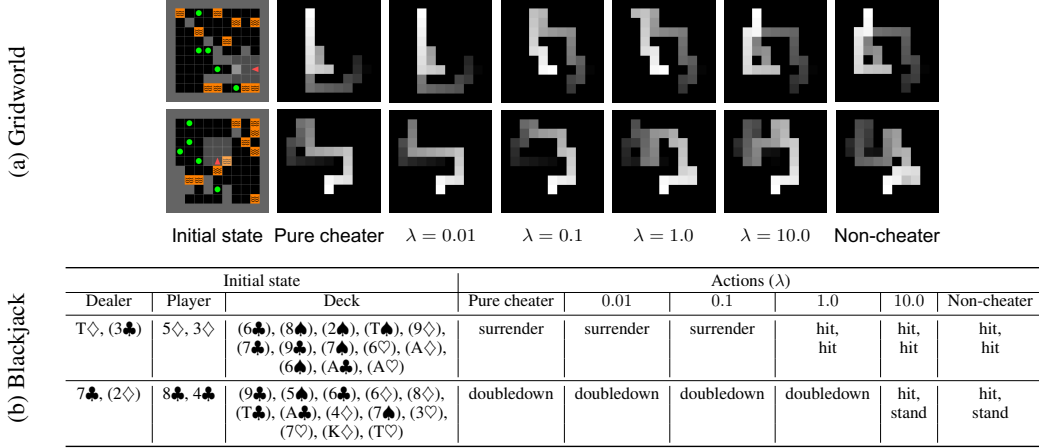 (a) Gridworld
Initial state Pure cheater λ = 0.01 λ = 0.1 λ = 1.0 λ = 10.0 Non-cheater
(b) Blackjack
Initial state Actions (λ)
Dealer Player Deck Pure cheater 0.01 0.1 1.0 10.0 Non-cheater
T♢, (3♣) 5♢, 3♢ (6♣), (8♠), (2♠), (T♠), (9♢), surrender surrender surrender hit, hit, hit,
(7♣), (9♣), (7♠), (6♡), (A♢), hit hit hit
(6♠), (A♣), (A♡)
7♣, (2♢) 8♣, 4♣ (9♣), (5♠), (6♣), (6♢), (8♢), doubledown doubledown doubledown doubledown hit, hit,
(T♣), (A♣), (4♢), (7♠), (3♡), stand stand
(7♡), (K♢), (T♡)